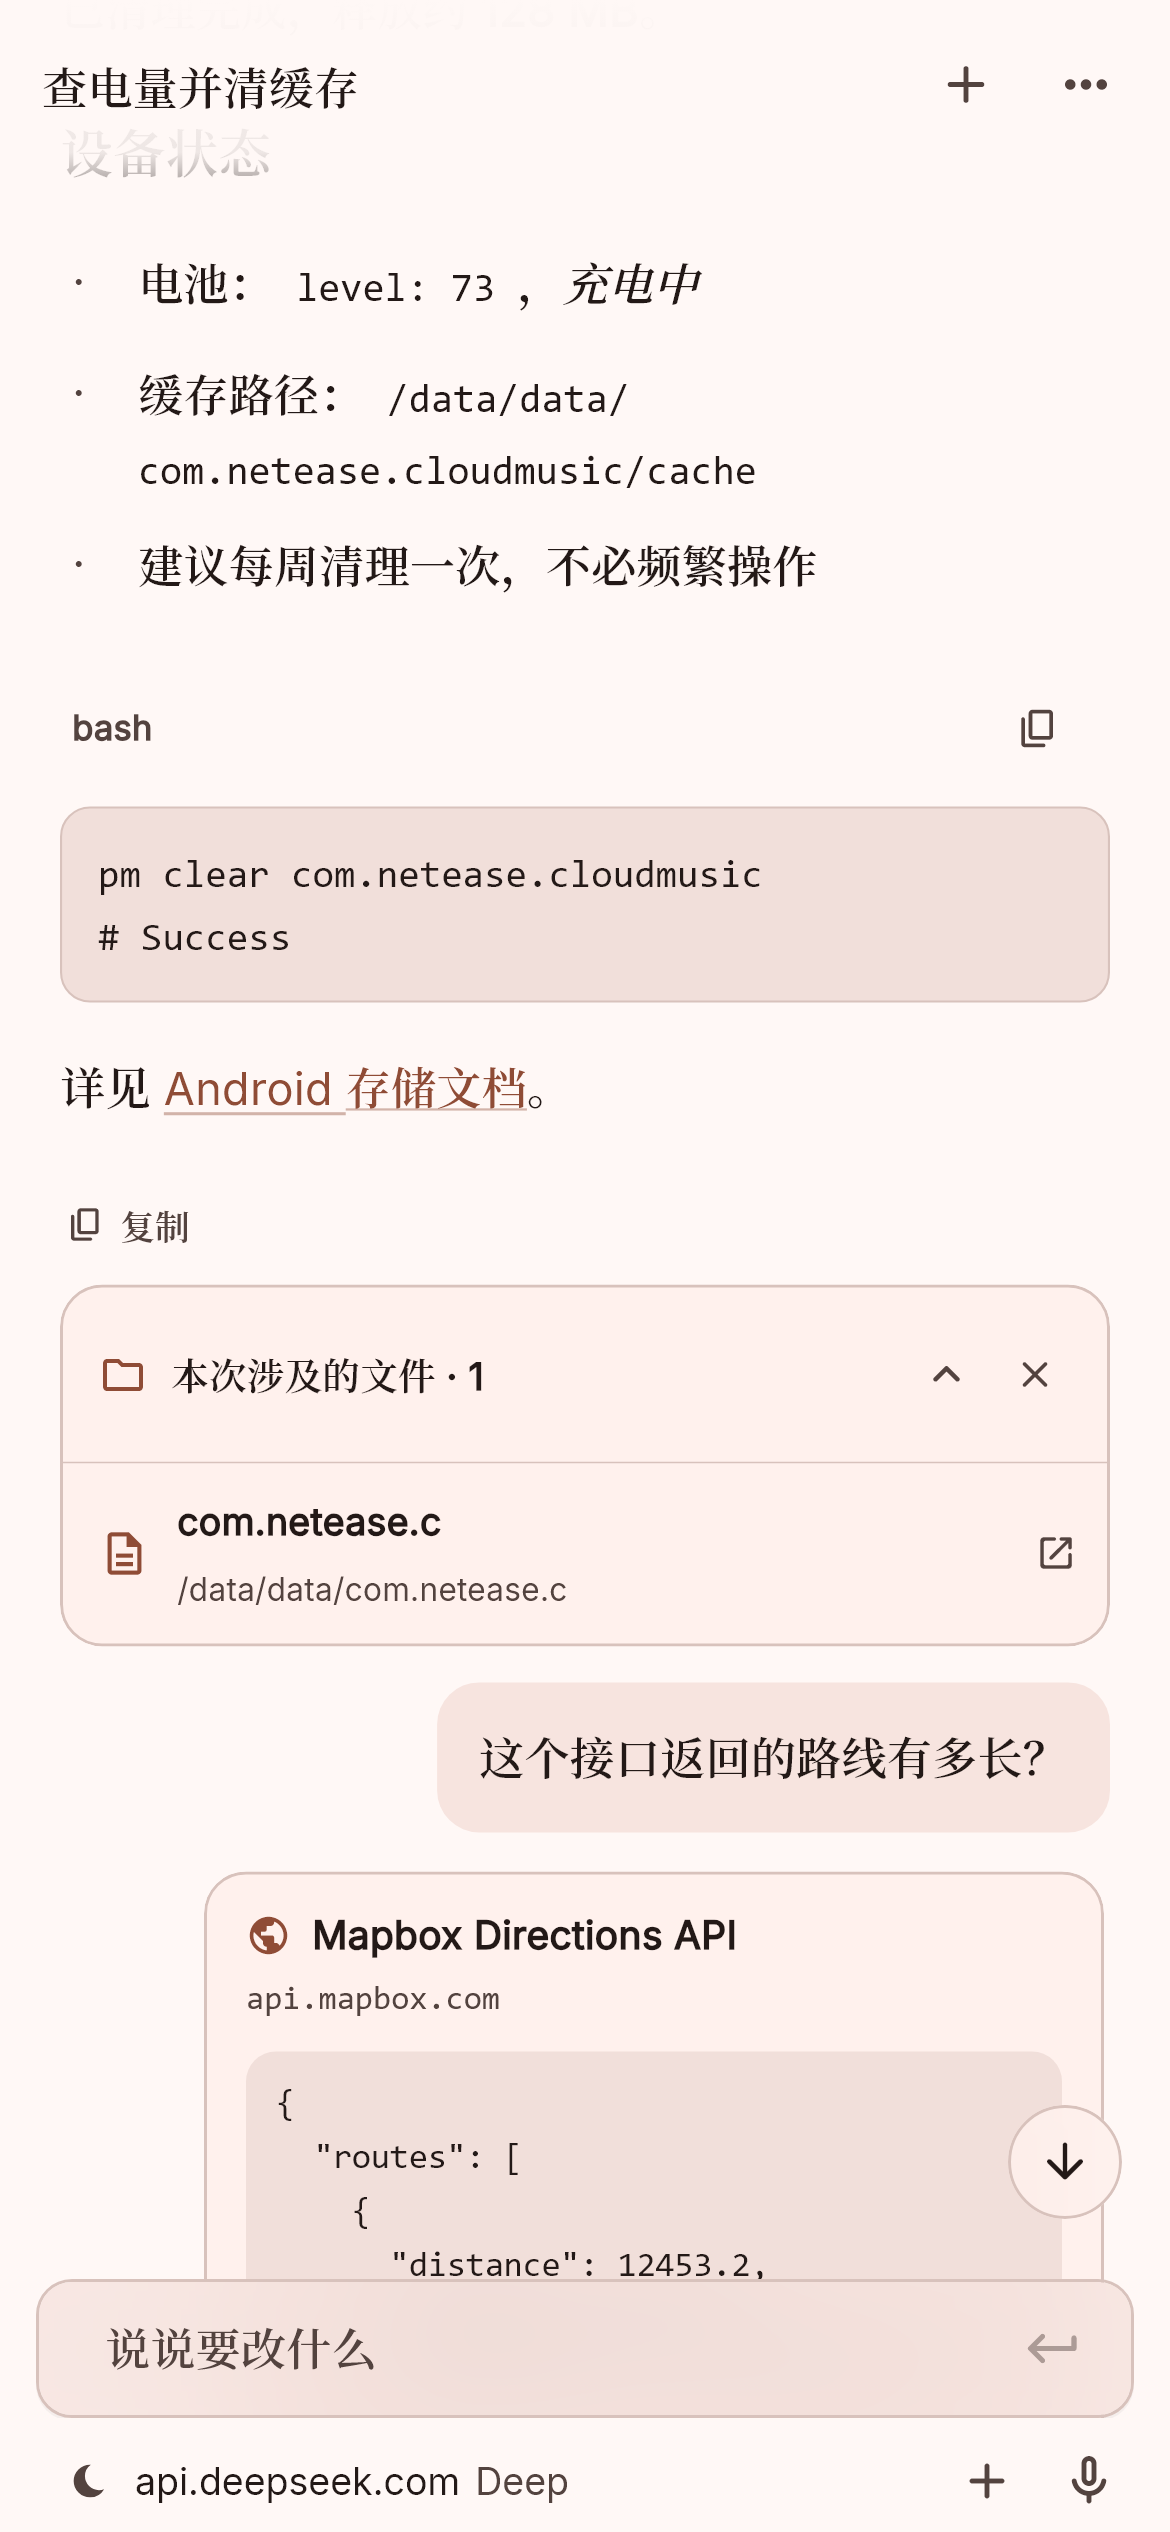 查电量并清缓存
设备状态
· 电池： level: 73 ，充电中
· 缓存路径： /data/data/
com.netease.cloudmusic/cache
· 建议每周清理一次，不必频繁操作
bash
pm clear com.netease.cloudmusic
# Success
详见 Android 存储文档。
复制
本次涉及的文件 · 1
com.netease.c
/data/data/com.netease.c
这个接口返回的路线有多长？
Mapbox Directions API
api.mapbox.com
{
"routes": [
{
"distance": 12453.2,
说说要改什么
api.deepseek.com Deep